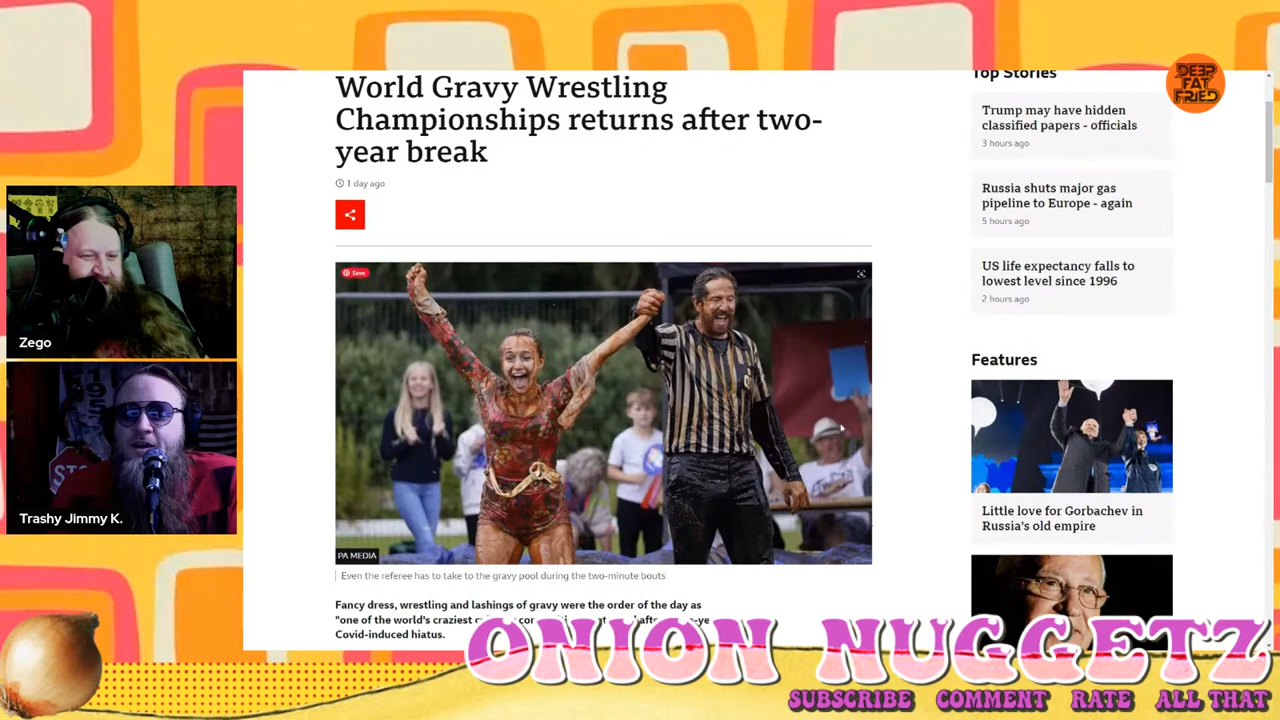 World Gravy Wrestling
Championships returns after two-
year break
1 day ago
Save
PA MEDIA
Even the referee has to take to the gravy pool during the two-minute bouts
Fancy dress, wrestling and lashings of gravy were the order of the day as
"one of the world's craziest
Covid-induced hiatus.
Top Stories
Trump may have hidden
classified papers - officials
3 hours ago
Russia shuts major gas
pipeline to Europe - again
5 hours ago
US life expectancy falls to
lowest level since 1996
2 hours ago
Features
Little love for Gorbachev in
Russia's old empire
DEEP
FAT
FRIED
Zego
STO
Trashy Jimmy K.
ONION NUGGETZ
SUBSCRIBE COMMENT RATE ALL THAT